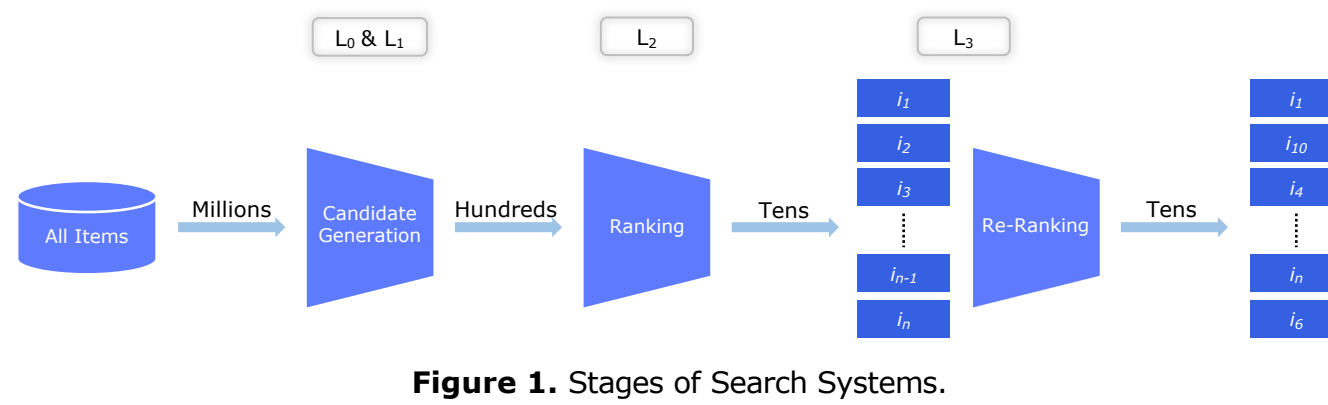 L₀ & L₁
L₂
L₃
All Items
Millions
Candidate
Generation
Hundreds
Ranking
Tens
i₁
i₂
i₃
iₙ₋₁
iₙ
Re-Ranking
Tens
i₁
i₁₀
i₄
iₙ
i₆
Figure 1. Stages of Search Systems.